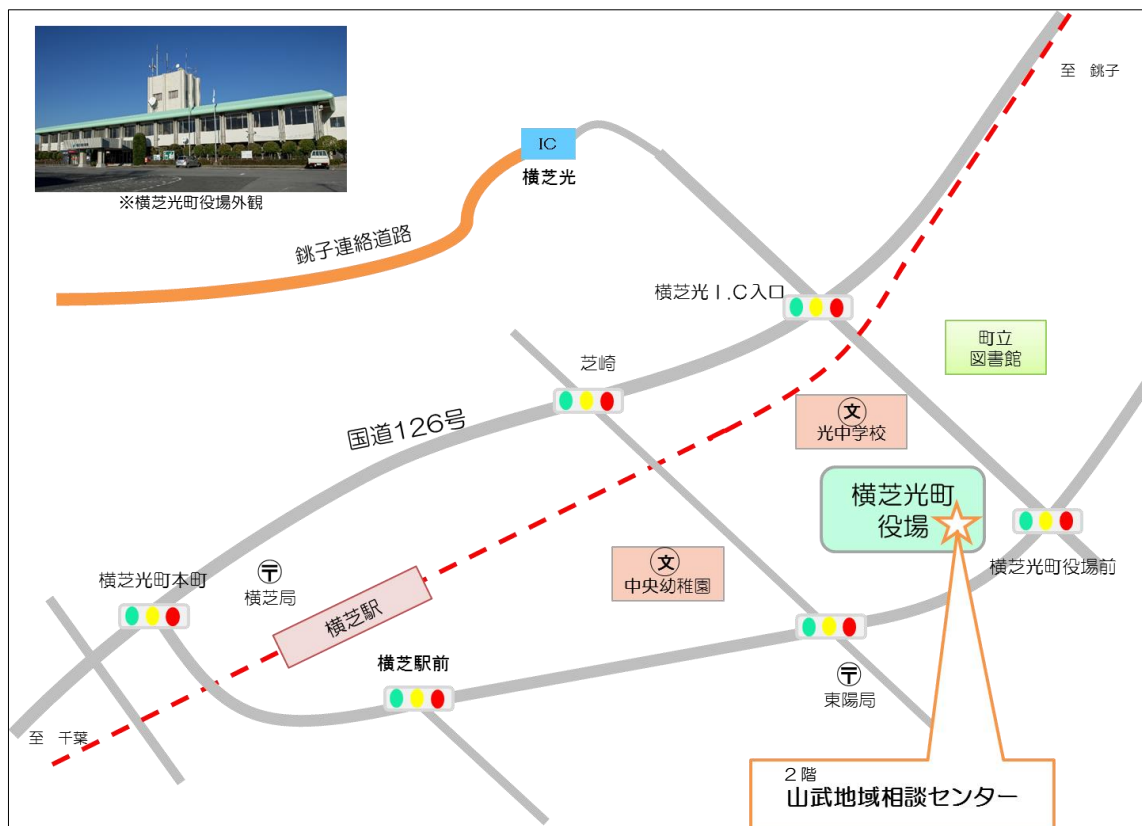 至 銚子
IC
横芝光
※横芝光町役場外観
銚子連絡道路
横芝光I.C入口
町立
図書館
芝崎
文
光中学校
国道126号
横芝光町
役場
文
中央幼稚園
横芝光町役場前
〒
横芝局
横芝光町本町
横芝駅
横芝駅前
〒
東陽局
至 千葉
2階
山武地域相談センター